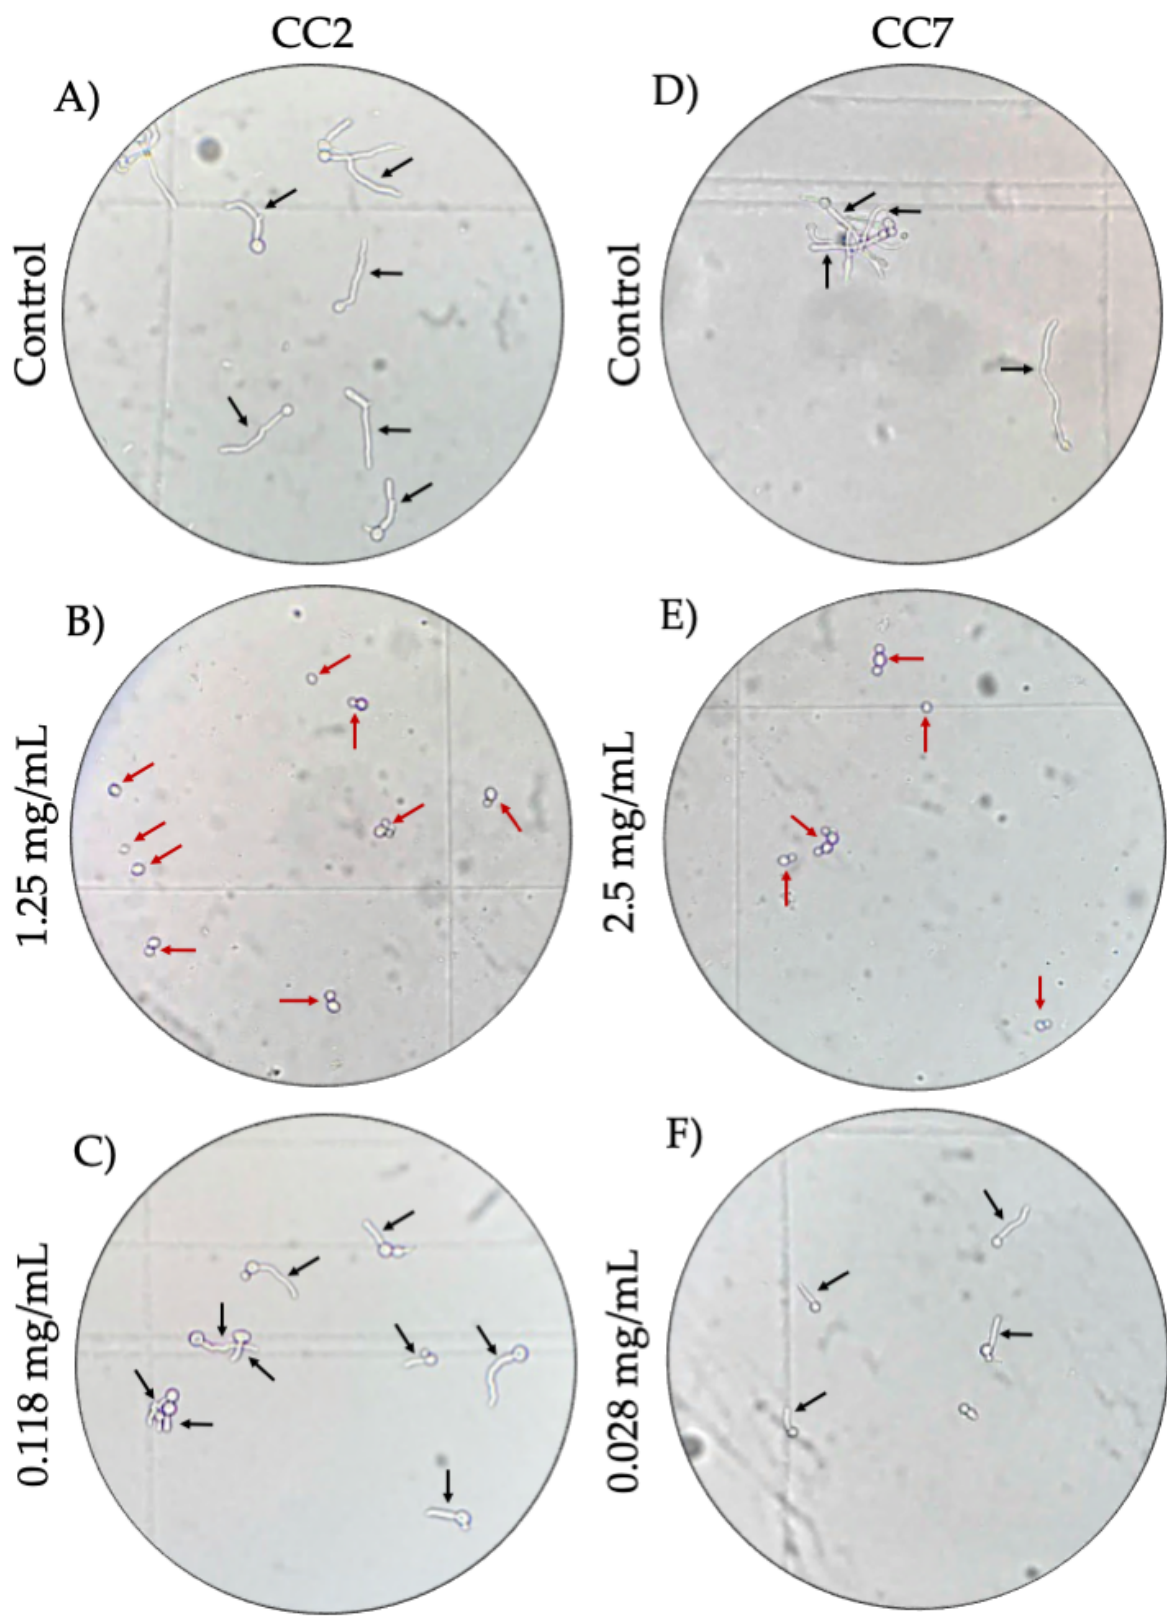 CC2
CC7
A)
D)
Control
Control
B)
E)
1.25 mg/mL
2.5 mg/mL
C)
F)
0.118 mg/mL
0.028 mg/mL